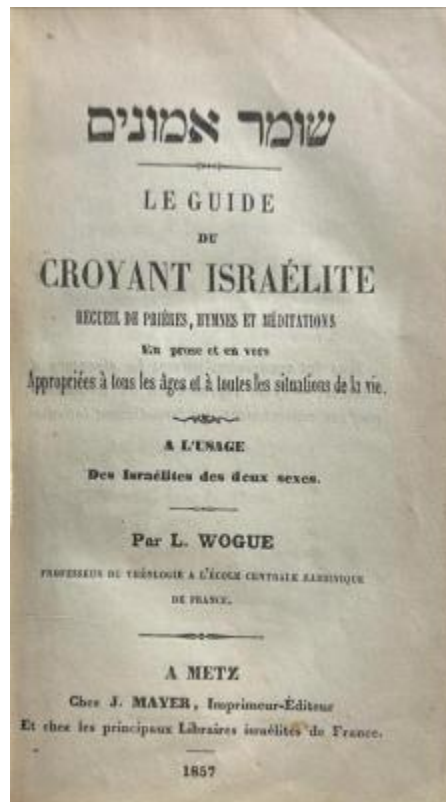 שומר אמונים
LE GUIDE
DU
CROYANT ISRAÉLITE
RECUEIL DE PRIÈRES, HYMNES ET MÉDITATIONS
En prose et en vers
Appropriées à tous les âges et à toutes les situations de la vie.
A L'USAGE
Des Israélites des deux sexes.
Par L. WOGUE
PROFESSEUR DE THÉOLOGIE A L'ÉCOLE CENTRALE RABBINIQUE
DE FRANCE.
A METZ
Chez J. MAYER, Imprimeur-Éditeur
Et chez les principaux Libraires israélites de France.
1857